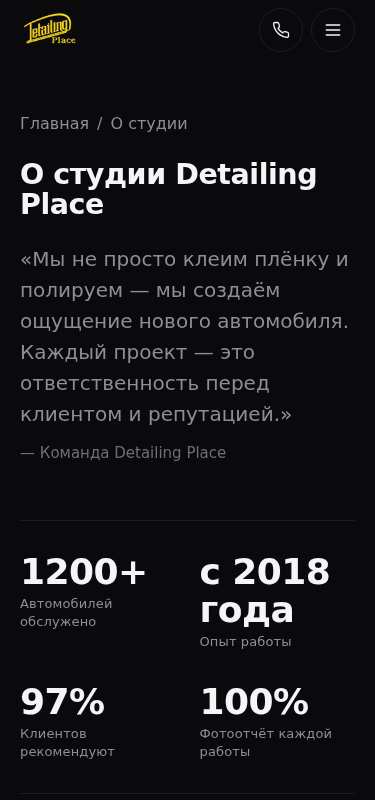 Detailing
Place
Главная / О студии
О студии Detailing
Place
«Мы не просто клеим плёнку и
полируем — мы создаём
ощущение нового автомобиля.
Каждый проект — это
ответственность перед
клиентом и репутацией.»
— Команда Detailing Place
1200+
Автомобилей
обслужено
с 2018
года
Опыт работы
97%
Клиентов
рекомендуют
100%
Фотоотчёт каждой
работы